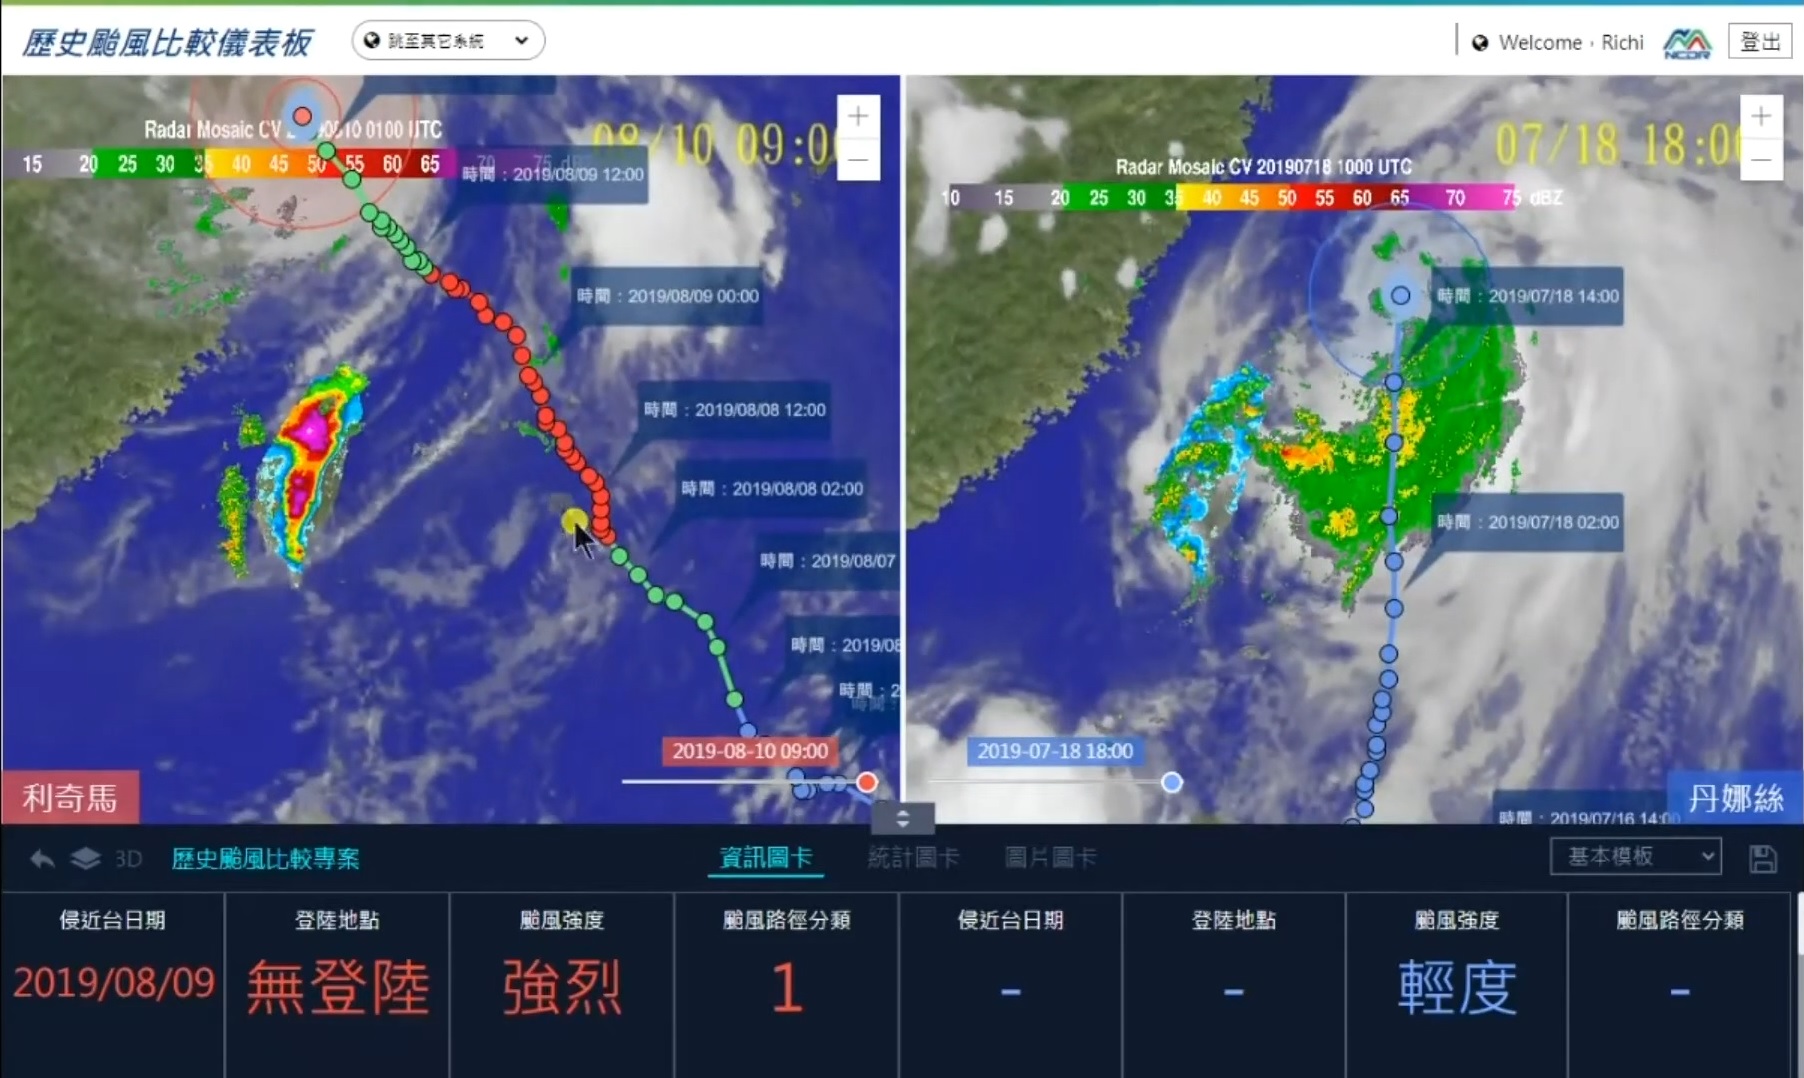 歷史颱風比較儀表板
跳至其它系統
Welcome , Richi
NCDR
登出
Radar Mosaic CV 20190810 0100 UTC
15 20 25 30 35 40 45 50 55 60 65 70 75 dBZ
08/10 09:00
時間：2019/08/09 12:00
時間：2019/08/09 00:00
時間：2019/08/08 12:00
時間：2019/08/08 02:00
時間：2019/08/07
時間：2019/08
時間：2
2019-08-10 09:00
利奇馬
07/18 18:00
Radar Mosaic CV 20190718 1000 UTC
10 15 20 25 30 35 40 45 50 55 60 65 70 75 dBZ
時間：2019/07/18 14:00
時間：2019/07/18 02:00
2019-07-18 18:00
時間：2019/07/16 14:00
丹娜絲
3D 歷史颱風比較專案 資訊圖卡 統計圖卡 圖片圖卡 基本模板
侵近台日期 登陸地點 颱風強度 颱風路徑分類 侵近台日期 登陸地點 颱風強度 颱風路徑分類
2019/08/09 無登陸 強烈 1 - - 輕度 -